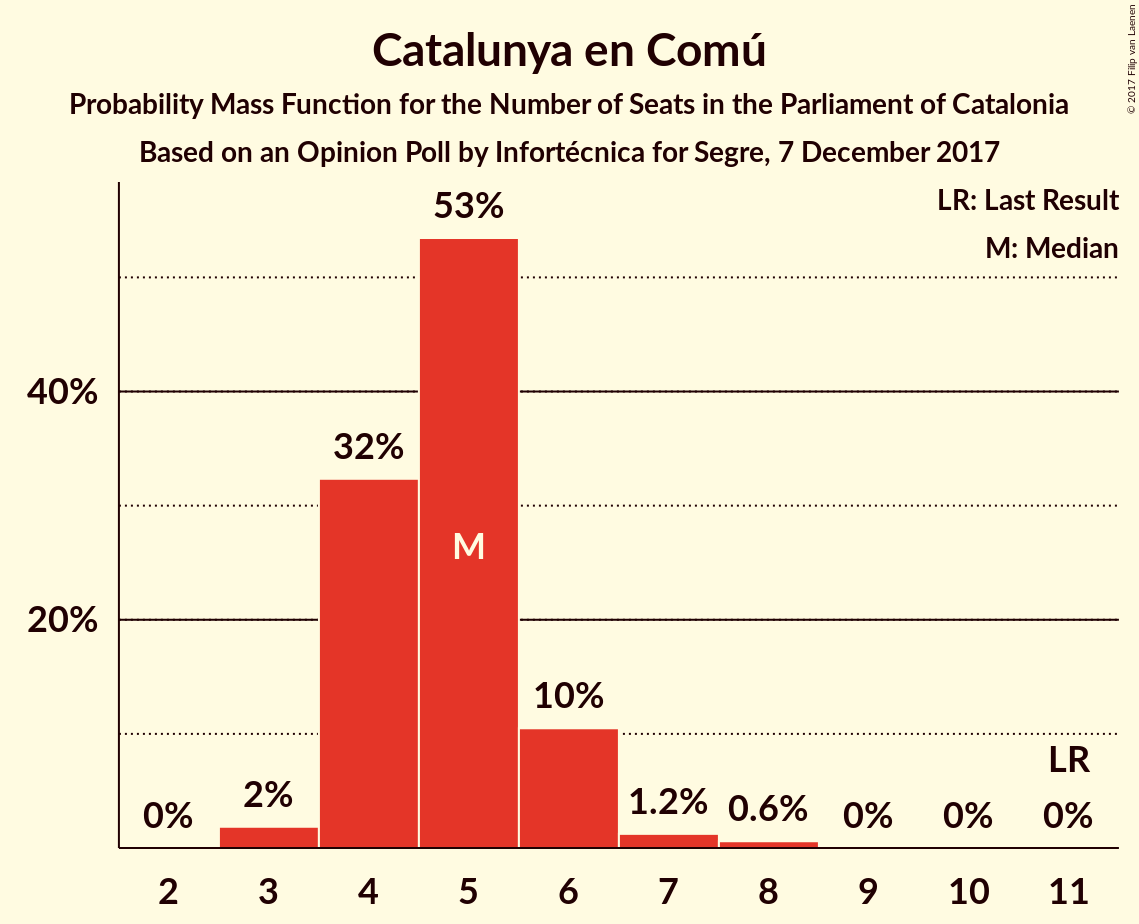 Catalunya en Comú
Probability Mass Function for the Number of Seats in the Parliament of Catalonia
Based on an Opinion Poll by Infortécnica for Segre, 7 December 2017
© 2017 Filip van Laenen
LR: Last Result
M: Median
53%
40%
32%
M
20%
10%
LR
0%
2%
1.2%
0.6%
0%
0%
0%
2 3 4 5 6 7 8 9 10 11